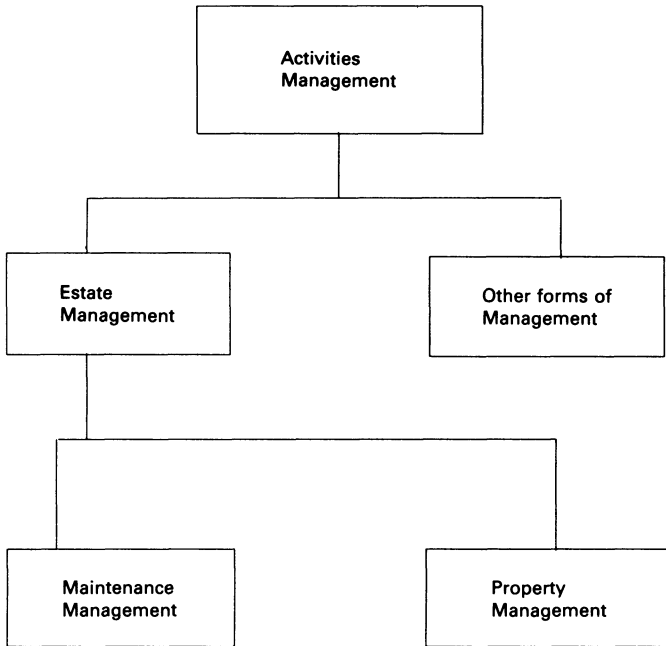 Activities
Management
Estate
Management
Other forms of
Management
Maintenance
Management
Property
Management